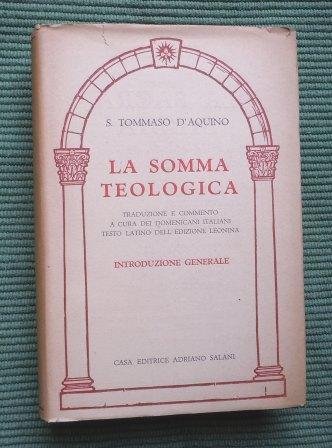 S. TOMMASO D'AQUINO
LA SOMMA
TEOLOGICA
TRADUZIONE E COMMENTO
A CURA DEI DOMENICANI ITALIANI
TESTO LATINO DELL'EDIZIONE LEONINA
INTRODUZIONE GENERALE
CASA EDITRICE ADRIANO SALANI